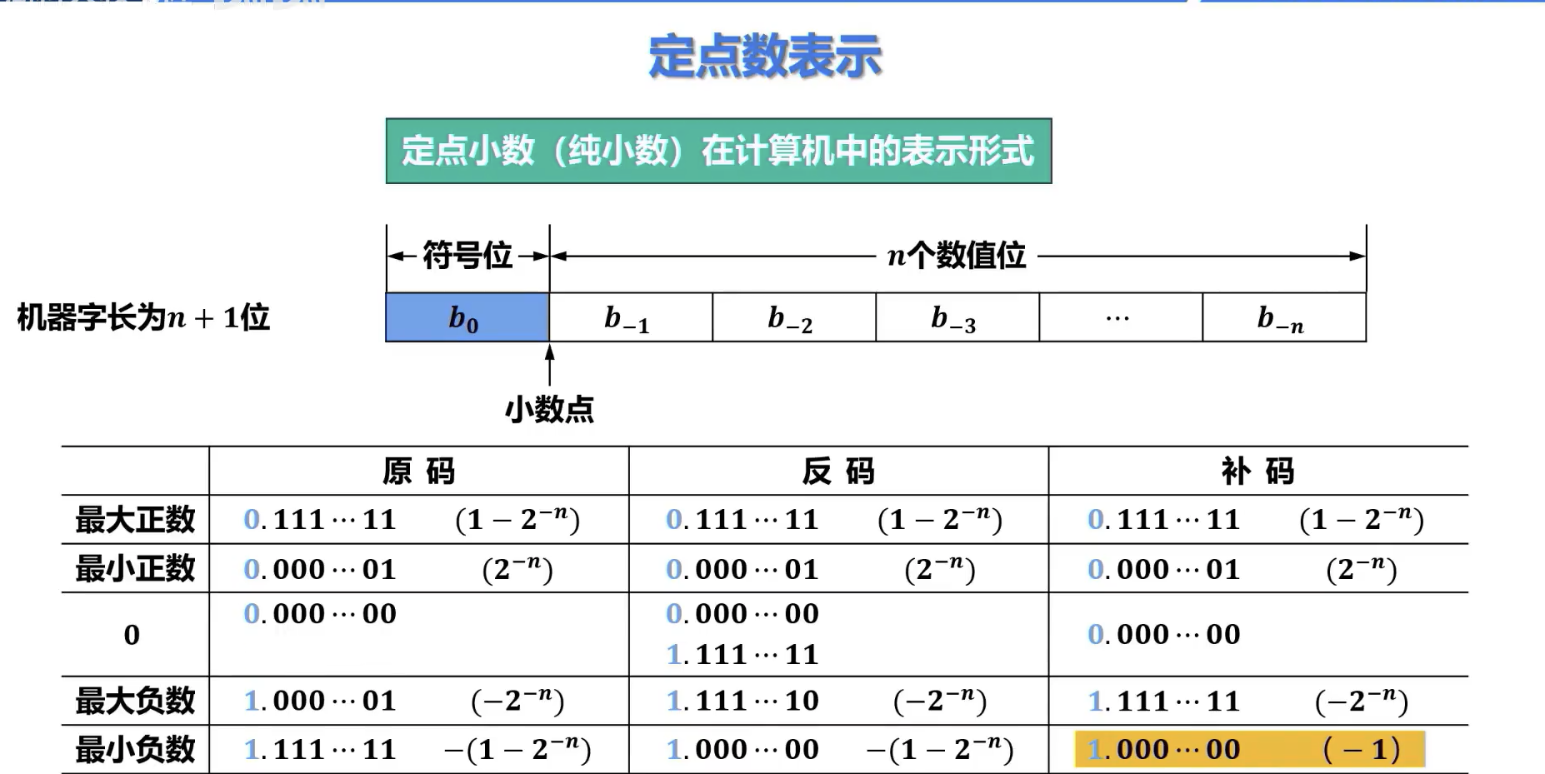 定点数表示
定点小数（纯小数）在计算机中的表示形式
符号位 n个数值位
机器字长为n + 1位 b₀ b₋₁ b₋₂ b₋₃ ⋯ b₋ₙ
小数点
原 码 反 码 补 码
最大正数 0.111⋯11 (1 − 2⁻ⁿ) 0.111⋯11 (1 − 2⁻ⁿ) 0.111⋯11 (1 − 2⁻ⁿ)
最小正数 0.000⋯01 (2⁻ⁿ) 0.000⋯01 (2⁻ⁿ) 0.000⋯01 (2⁻ⁿ)
0.000⋯00 0.000⋯00
0 0.000⋯00
1.111⋯11
最大负数 1.000⋯01 (−2⁻ⁿ) 1.111⋯10 (−2⁻ⁿ) 1.111⋯11 (−2⁻ⁿ)
最小负数 1.111⋯11 −(1 − 2⁻ⁿ) 1.000⋯00 −(1 − 2⁻ⁿ) 1.000⋯00 (−1)